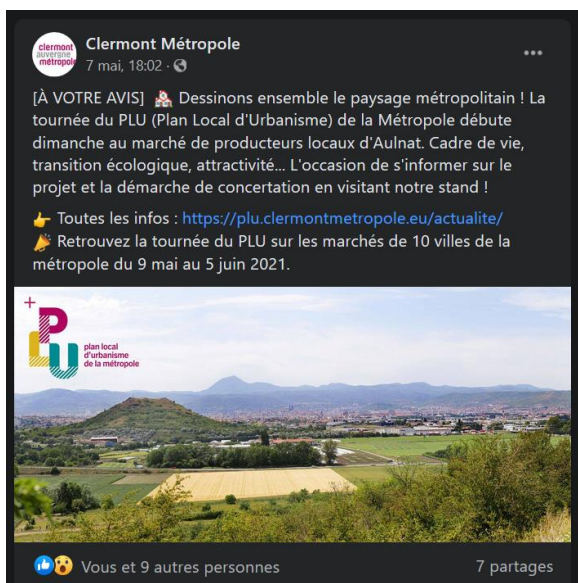 clermont
auvergne
métropole
Clermont Métropole
7 mai, 18:02 ·
[À VOTRE AVIS] Dessinons ensemble le paysage métropolitain ! La
tournée du PLU (Plan Local d'Urbanisme) de la Métropole débute
dimanche au marché de producteurs locaux d'Aulnat. Cadre de vie,
transition écologique, attractivité... L'occasion de s'informer sur le
projet et la démarche de concertation en visitant notre stand !
👉 Toutes les infos : https://plu.clermontmetropole.eu/actualite/
🎉 Retrouvez la tournée du PLU sur les marchés de 10 villes de la
métropole du 9 mai au 5 juin 2021.
+
PLU
plan local
d'urbanisme
de la métropole
Vous et 9 autres personnes
7 partages